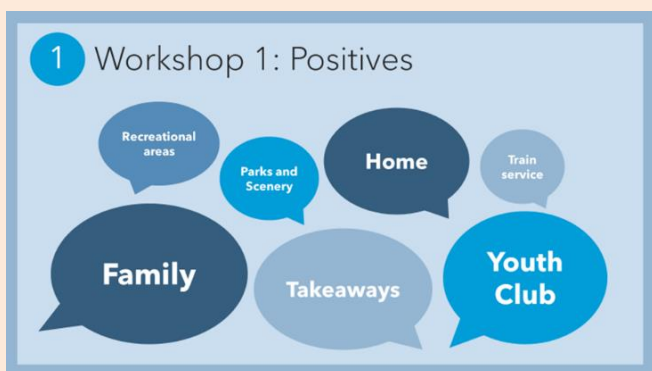 1 Workshop 1: Positives
Recreational
areas
Parks and
Scenery
Home
Train
service
Family
Takeaways
Youth
Club